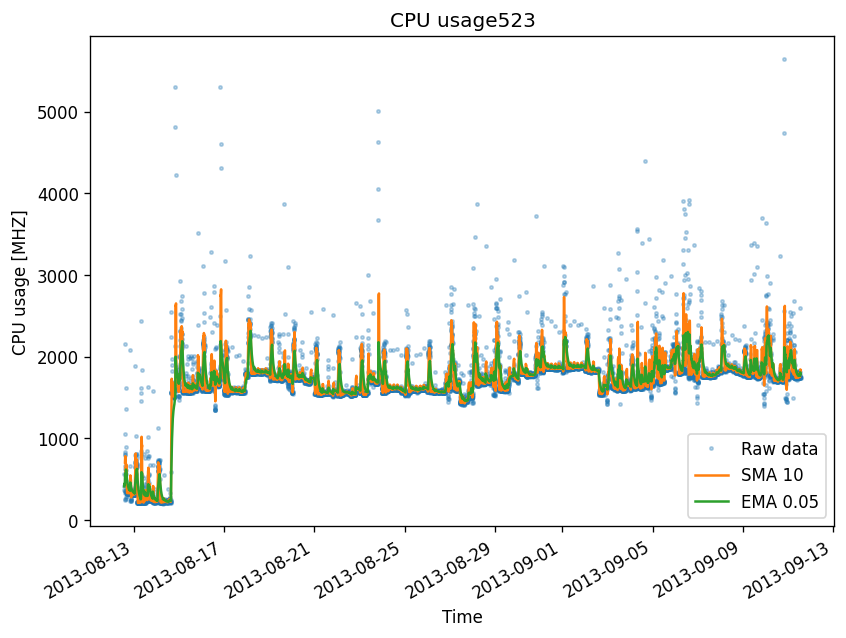 CPU usage523
CPU usage [MHZ]
5000
4000
3000
2000
1000
0
Raw data
SMA 10
EMA 0.05
2013-08-13
2013-08-17
2013-08-21
2013-08-25
2013-08-29
2013-09-01
2013-09-05
2013-09-09
2013-09-13
Time